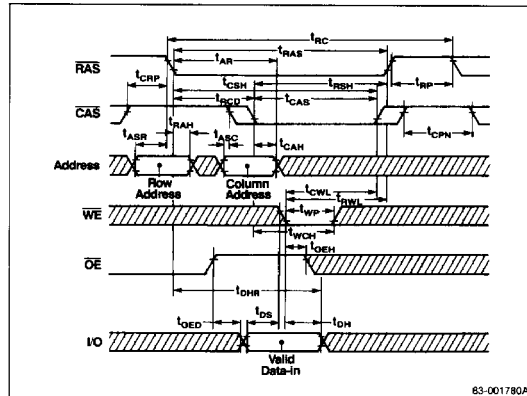 tRC
tRAS
tAR
RAS
tCSH
tRSH
tRP
tCRP
tRCD
tCAS
CAS
tRAH
tASR
tASC
tCAH
tCPN
Address
Row
Address
Column
Address
tCWL
tRWL
WE
tWP
tWCH
tOEH
OE
tDHR
tOED
tDS
tDH
I/O
Valid
Data-in
83-001780A